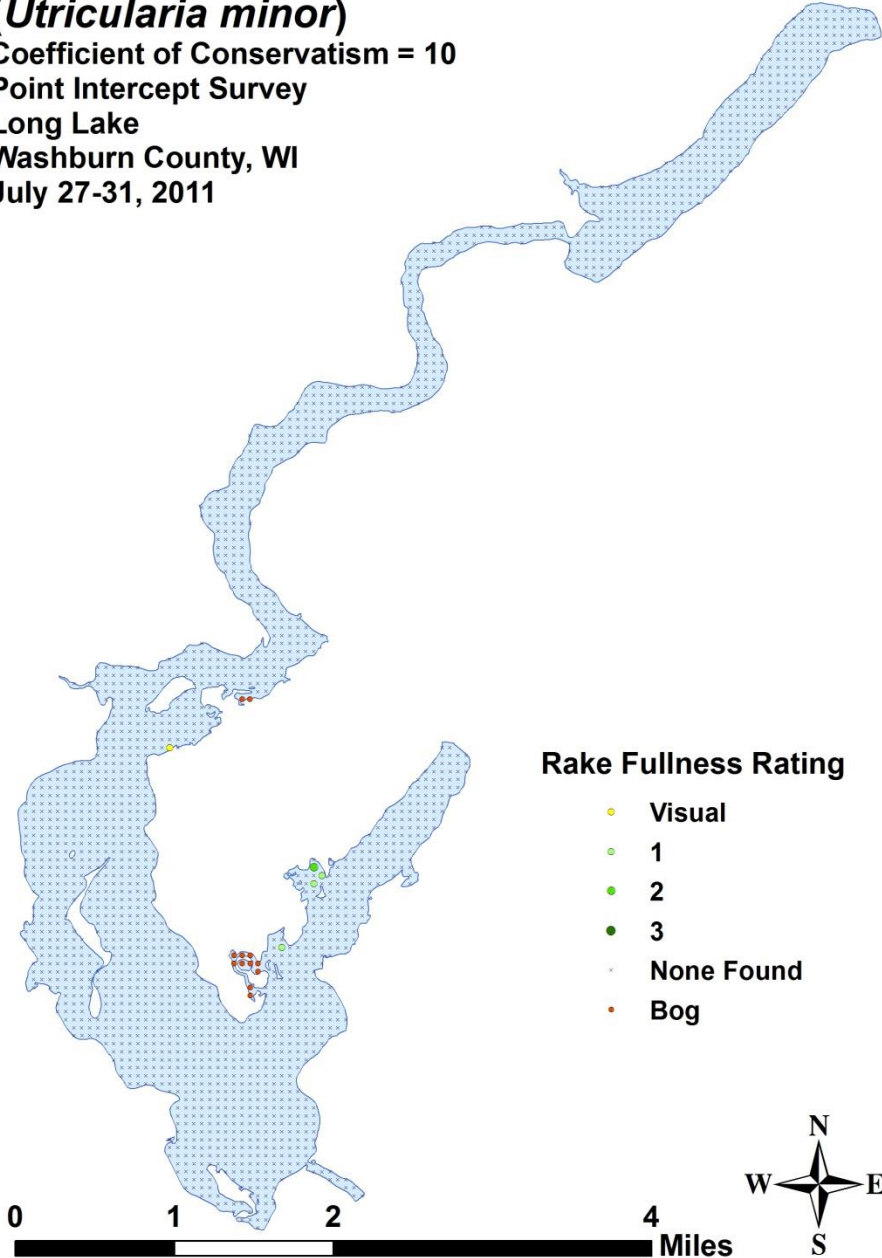 (Utricularia minor)
Coefficient of Conservatism = 10
Point Intercept Survey
Long Lake
Washburn County, WI
July 27-31, 2011
Rake Fullness Rating
Visual
1
2
3
None Found
Bog
N
W E
S
0 1 2 4
Miles